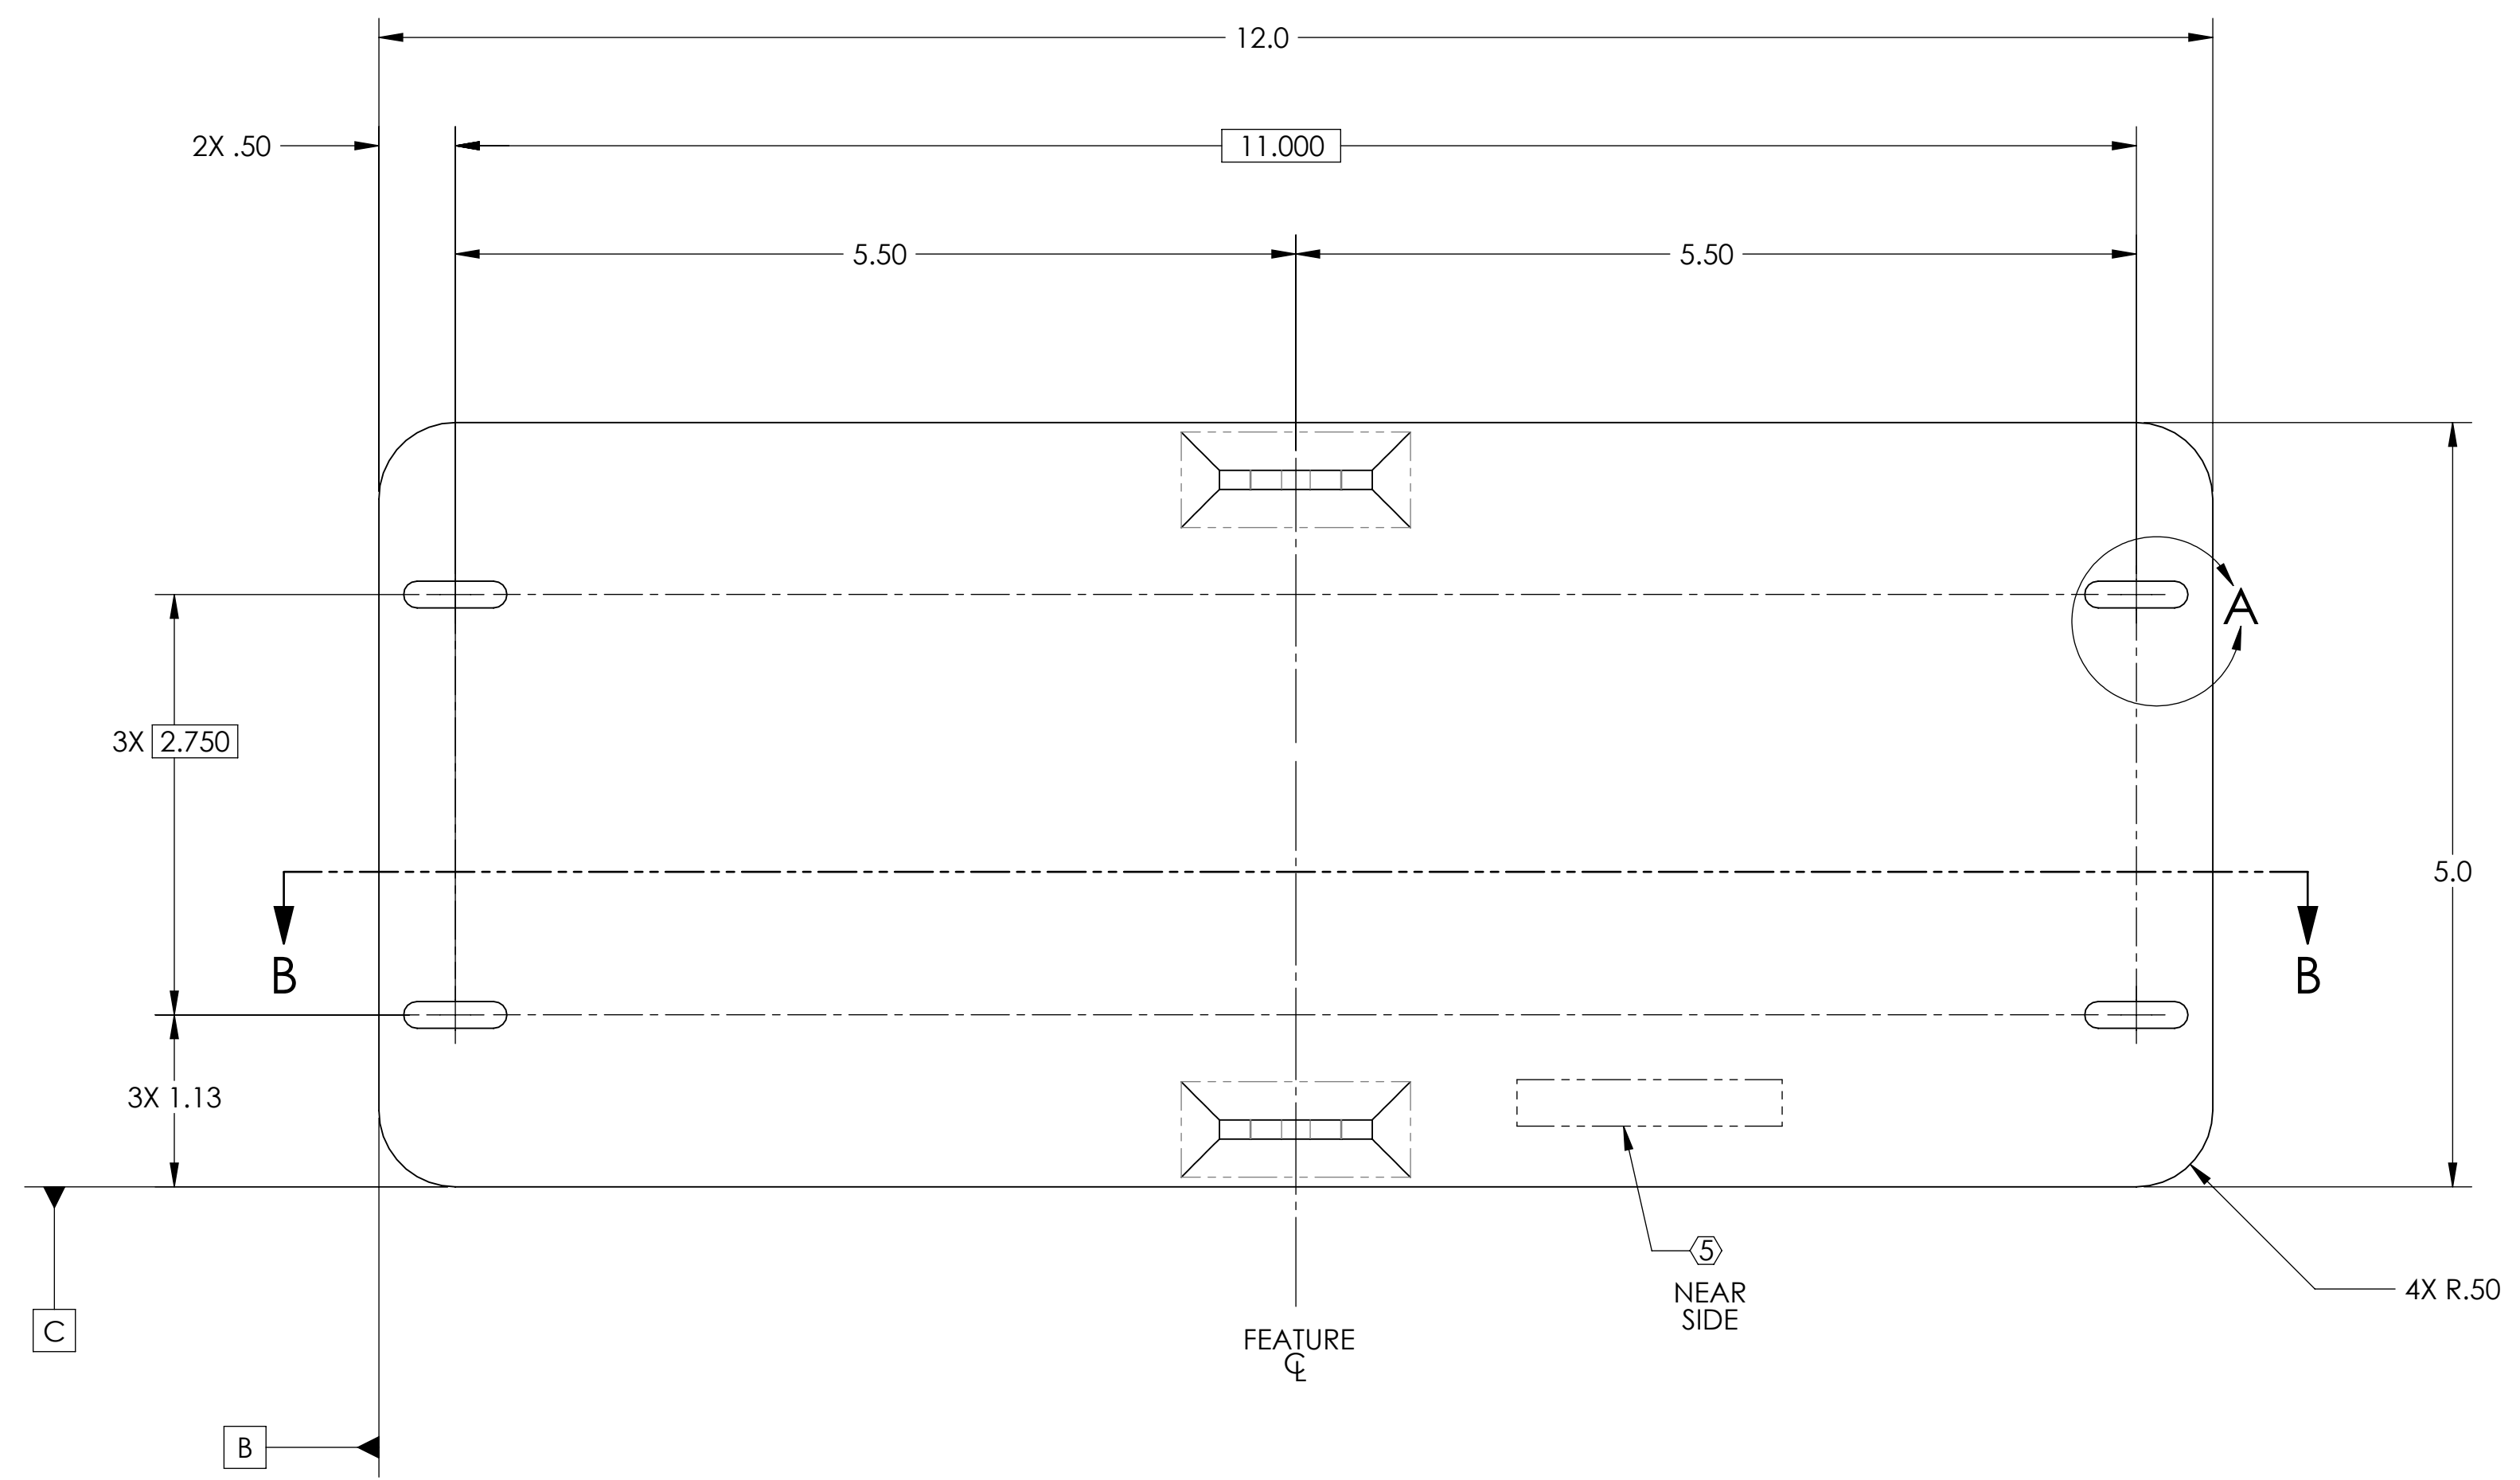 12.0
2X .50
11.000
5.50
5.50
A
3X 2.750
5.0
B
B
3X 1.13
5
NEAR
SIDE
4X R.50
C
FEATURE
℄
B